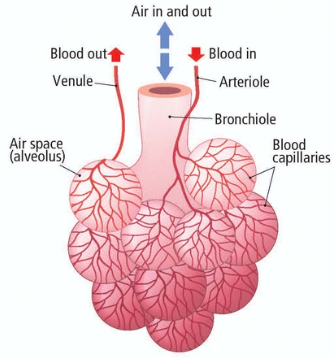 Air in and out
Blood out
Blood in
Venule
Arteriole
Bronchiole
Air space
(alveolus)
Blood
capillaries